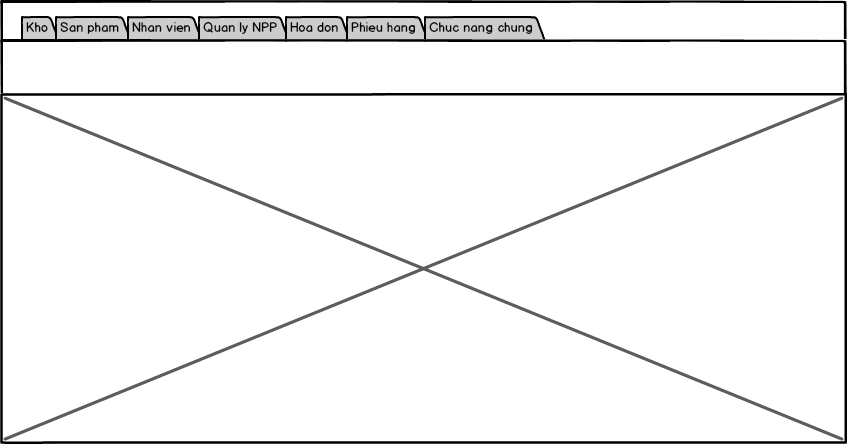 Kho San pham Nhan vien Quan ly NPP Hoa don Phieu hang Chuc nang chung